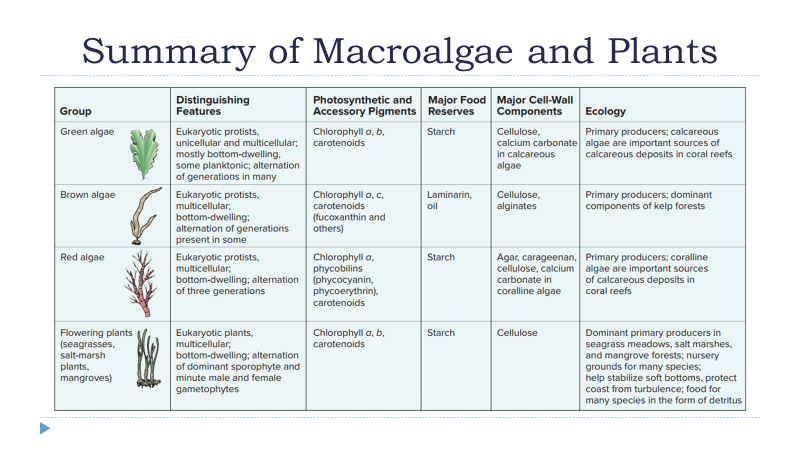 Summary of Macroalgae and Plants
Group
Distinguishing
Features
Photosynthetic and
Accessory Pigments
Major Food
Reserves
Major Cell-Wall
Components
Ecology
Green algae
Eukaryotic protists,
unicellular and multicellular;
mostly bottom-dwelling,
some planktonic; alternation
of generations in many
Chlorophyll a, b,
carotenoids
Starch
Cellulose,
calcium carbonate
in calcareous
algae
Primary producers; calcareous
algae are important sources of
calcareous deposits in coral reefs
Brown algae
Eukaryotic protists,
multicellular;
bottom-dwelling;
alternation of generations
present in some
Chlorophyll a, c,
carotenoids
(fucoxanthin and
others)
Laminarin,
oil
Cellulose,
alginates
Primary producers; dominant
components of kelp forests
Red algae
Eukaryotic protists,
multicellular;
bottom-dwelling; alternation
of three generations
Chlorophyll a,
phycobilins
(phycocyanin,
phycoerythrin),
carotenoids
Starch
Agar, carageenan,
cellulose, calcium
carbonate in
coralline algae
Primary producers; coralline
algae are important sources
of calcareous deposits in
coral reefs
Flowering plants
(seagrasses,
salt-marsh
plants,
mangroves)
Eukaryotic plants,
multicellular;
bottom-dwelling; alternation
of dominant sporophyte and
minute male and female
gametophytes
Chlorophyll a, b,
carotenoids
Starch
Cellulose
Dominant primary producers in
seagrass meadows, salt marshes,
and mangrove forests; nursery
grounds for many species;
help stabilize soft bottoms, protect
coast from turbulence; food for
many species in the form of detritus